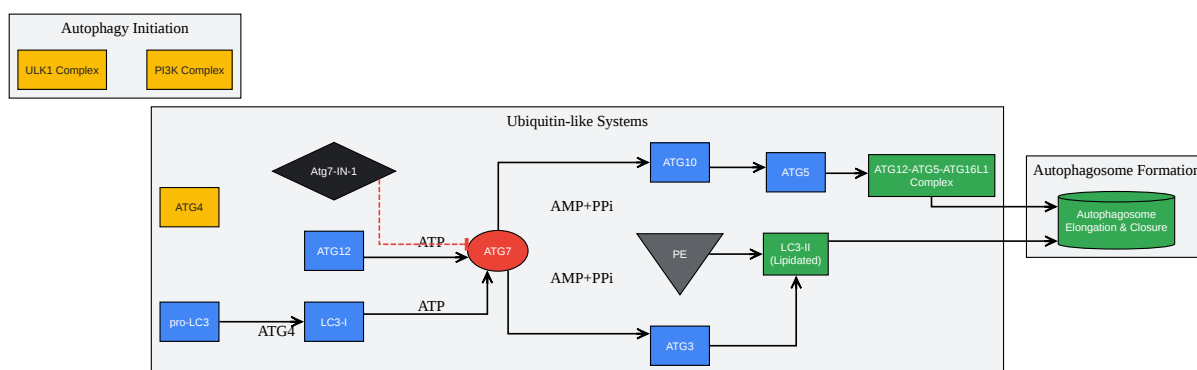 Autophagy Initiation
ULK1 Complex
PI3K Complex
Ubiquitin-like Systems
Atg7-IN-1
ATG10
ATG5
ATG12-ATG5-ATG16L1
Complex
Autophagosome Formation
ATG4
AMP+PPi
Autophagosome
Elongation & Closure
ATG12
ATP
ATG7
PE
LC3-II
(Lipidated)
AMP+PPi
pro-LC3
ATG4
LC3-I
ATP
ATG3